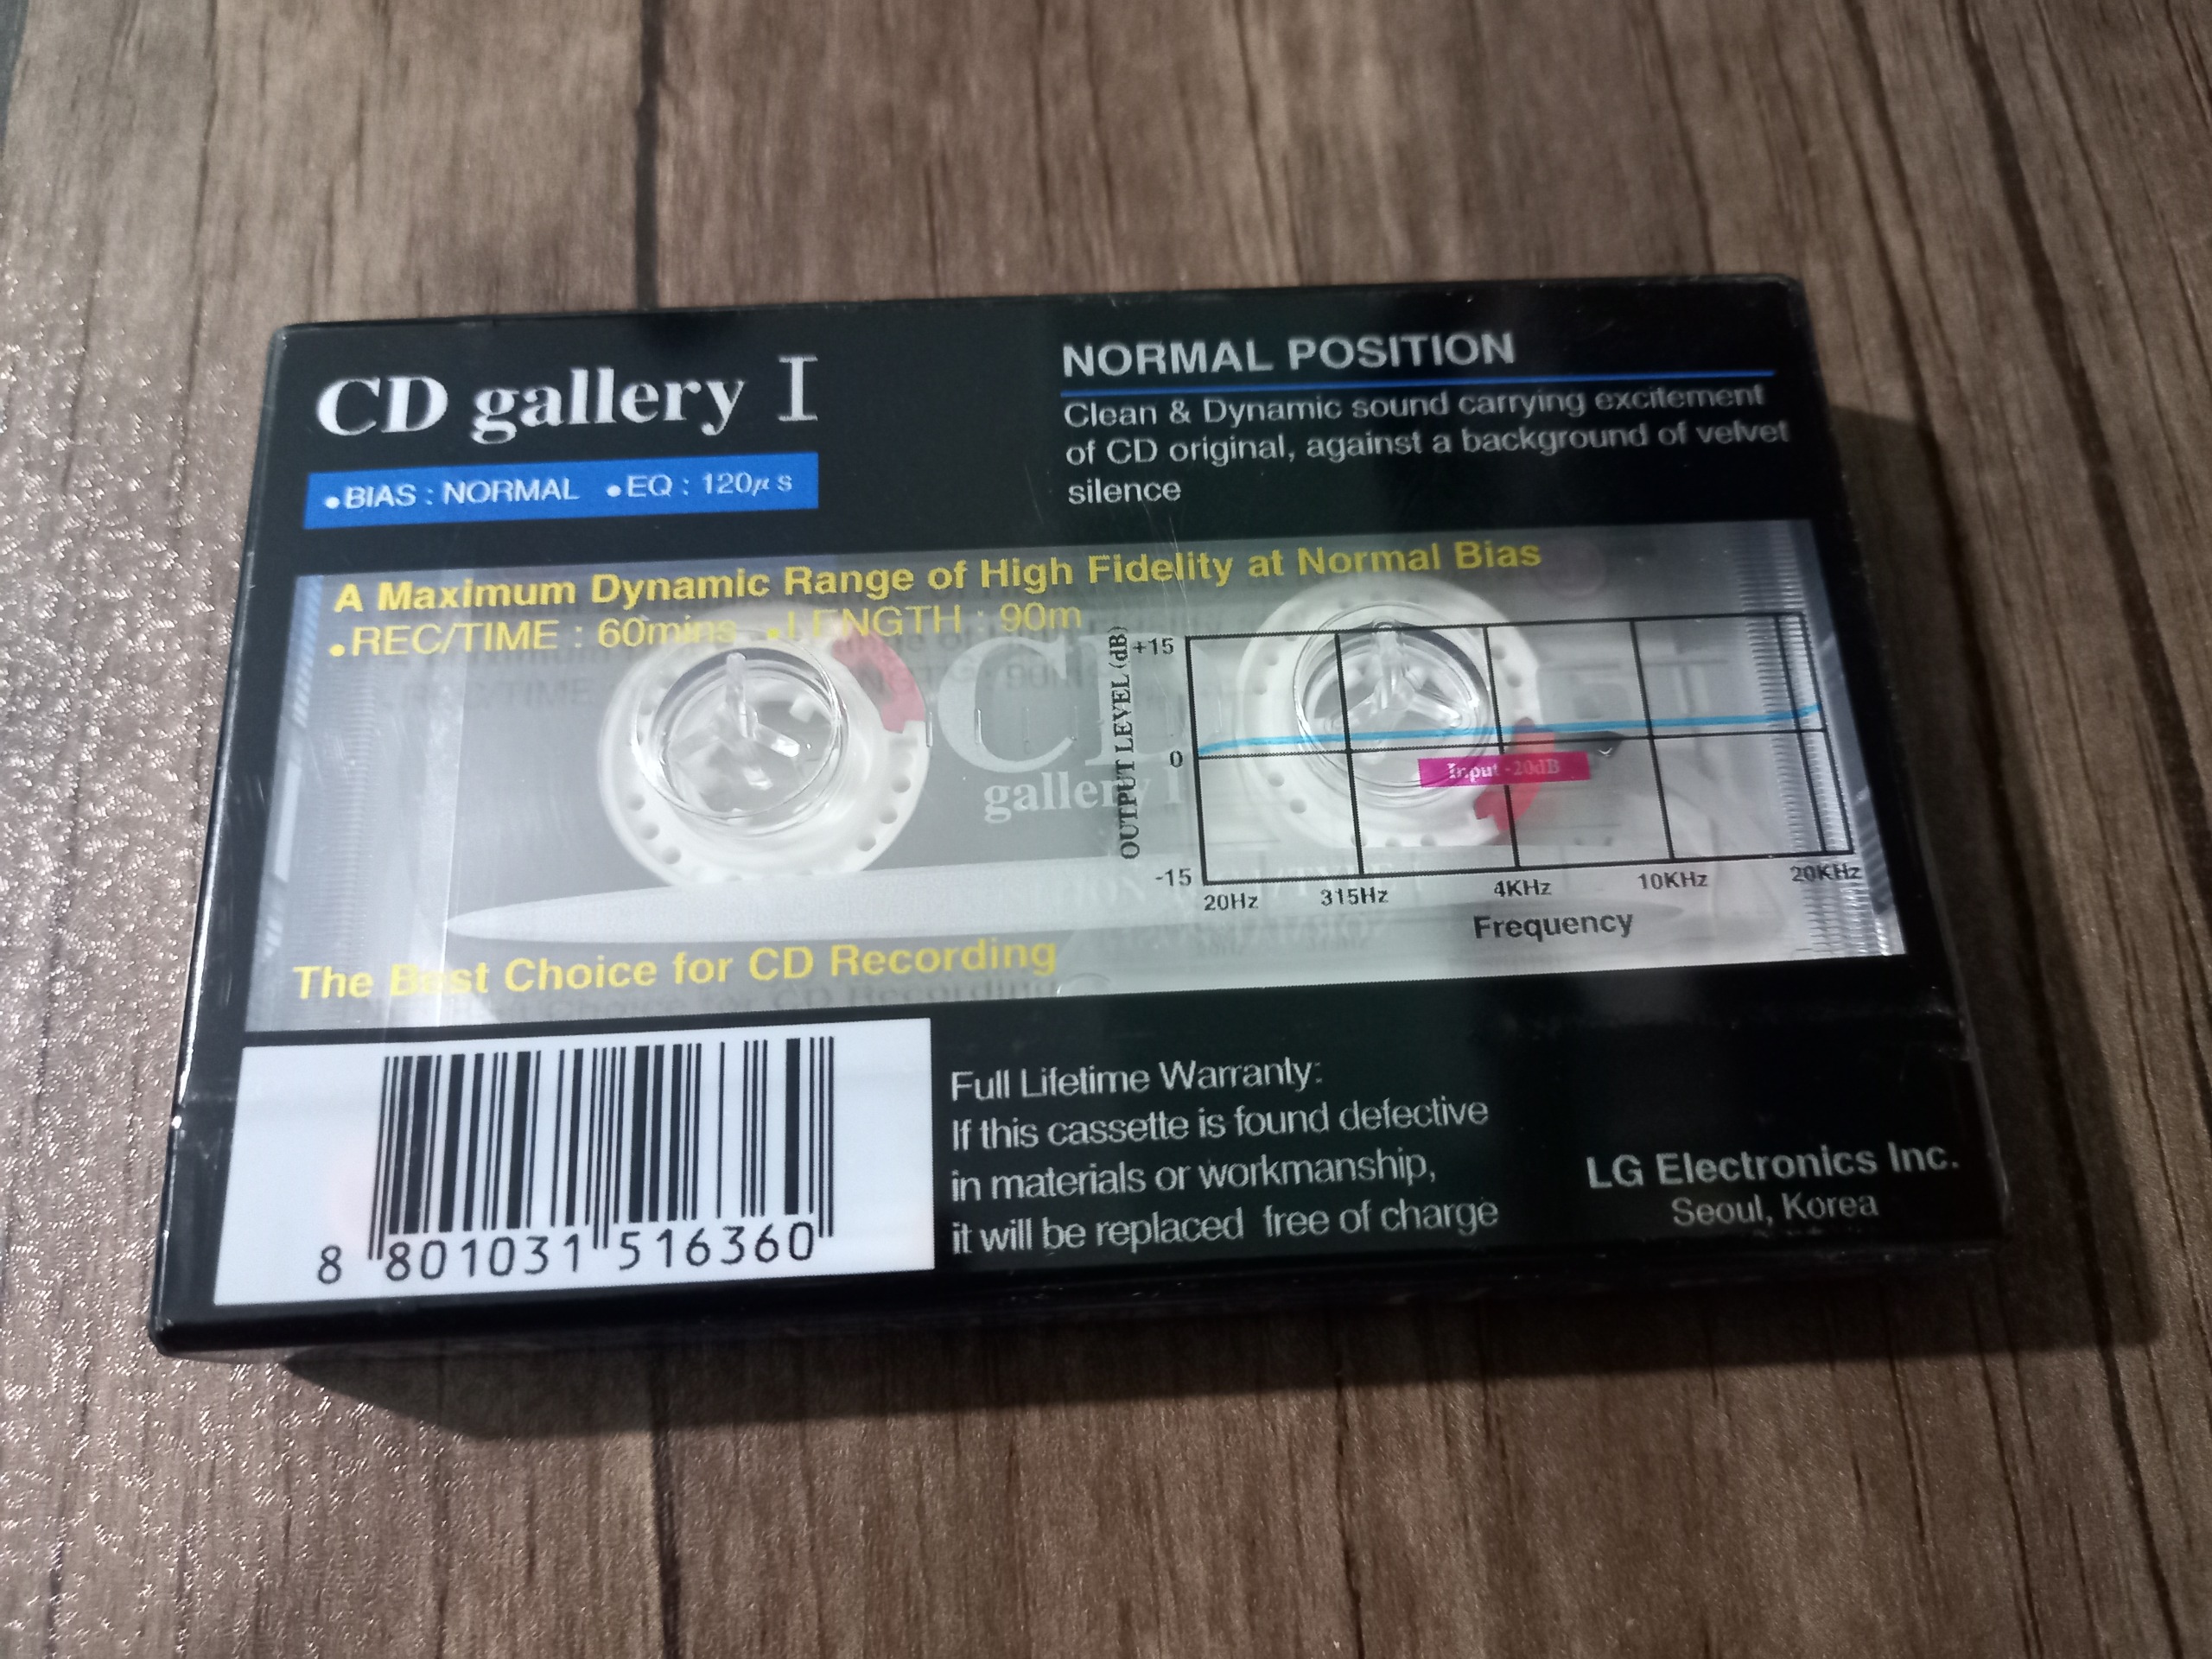 CD gallery I
•BIAS : NORMAL •EQ : 120μs
NORMAL POSITION
Clean & Dynamic sound carrying excitement
of CD original, against a background of velvet
silence
A Maximum Dynamic Range of High Fidelity at Normal Bias
•REC/TIME : 60mins •LENGTH : 90m
CD
gallery I
OUTPUT LEVEL (dB)
+15
0
-15
Input -20dB
20Hz 315Hz 4KHz 10KHz 20KHz
Frequency
The Best Choice for CD Recording
8 801031 516360
Full Lifetime Warranty:
If this cassette is found defective
in materials or workmanship,
it will be replaced free of charge
LG Electronics Inc.
Seoul, Korea